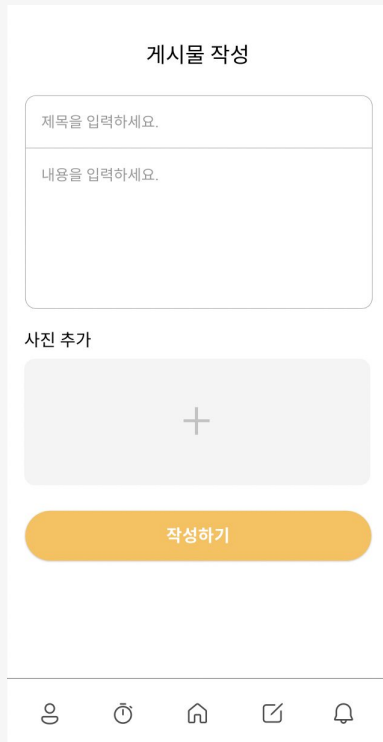 게시물 작성
제목을 입력하세요.
내용을 입력하세요.
사진 추가
작성하기